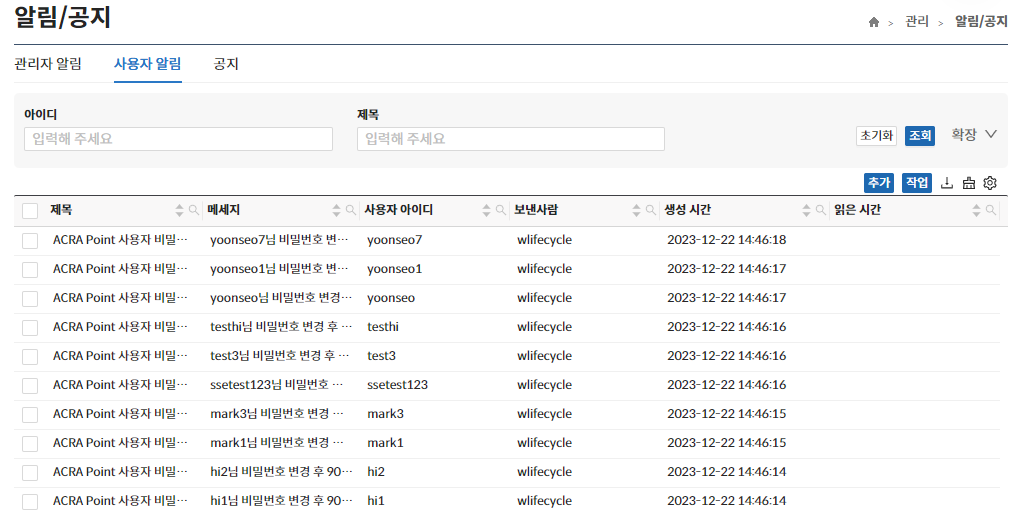 알림/공지
관리 > 알림/공지
관리자 알림 사용자 알림 공지
아이디 제목
입력해 주세요 입력해 주세요 초기화 조회 확장
추가 작업
제목 메세지 사용자 아이디 보낸사람 생성 시간 읽은 시간
ACRA Point 사용자 비밀··· yoonseo7님 비밀번호 변··· yoonseo7 wlifecycle 2023-12-22 14:46:18
ACRA Point 사용자 비밀··· yoonseo1님 비밀번호 변··· yoonseo1 wlifecycle 2023-12-22 14:46:17
ACRA Point 사용자 비밀··· yoonseo님 비밀번호 변경··· yoonseo wlifecycle 2023-12-22 14:46:17
ACRA Point 사용자 비밀··· testhi님 비밀번호 변경 후 ··· testhi wlifecycle 2023-12-22 14:46:16
ACRA Point 사용자 비밀··· test3님 비밀번호 변경 후 ··· test3 wlifecycle 2023-12-22 14:46:16
ACRA Point 사용자 비밀··· ssetest123님 비밀번호 ··· ssetest123 wlifecycle 2023-12-22 14:46:16
ACRA Point 사용자 비밀··· mark3님 비밀번호 변경 ··· mark3 wlifecycle 2023-12-22 14:46:15
ACRA Point 사용자 비밀··· mark1님 비밀번호 변경 ··· mark1 wlifecycle 2023-12-22 14:46:15
ACRA Point 사용자 비밀··· hi2님 비밀번호 변경 후 90··· hi2 wlifecycle 2023-12-22 14:46:14
ACRA Point 사용자 비밀··· hi1님 비밀번호 변경 후 90··· hi1 wlifecycle 2023-12-22 14:46:14